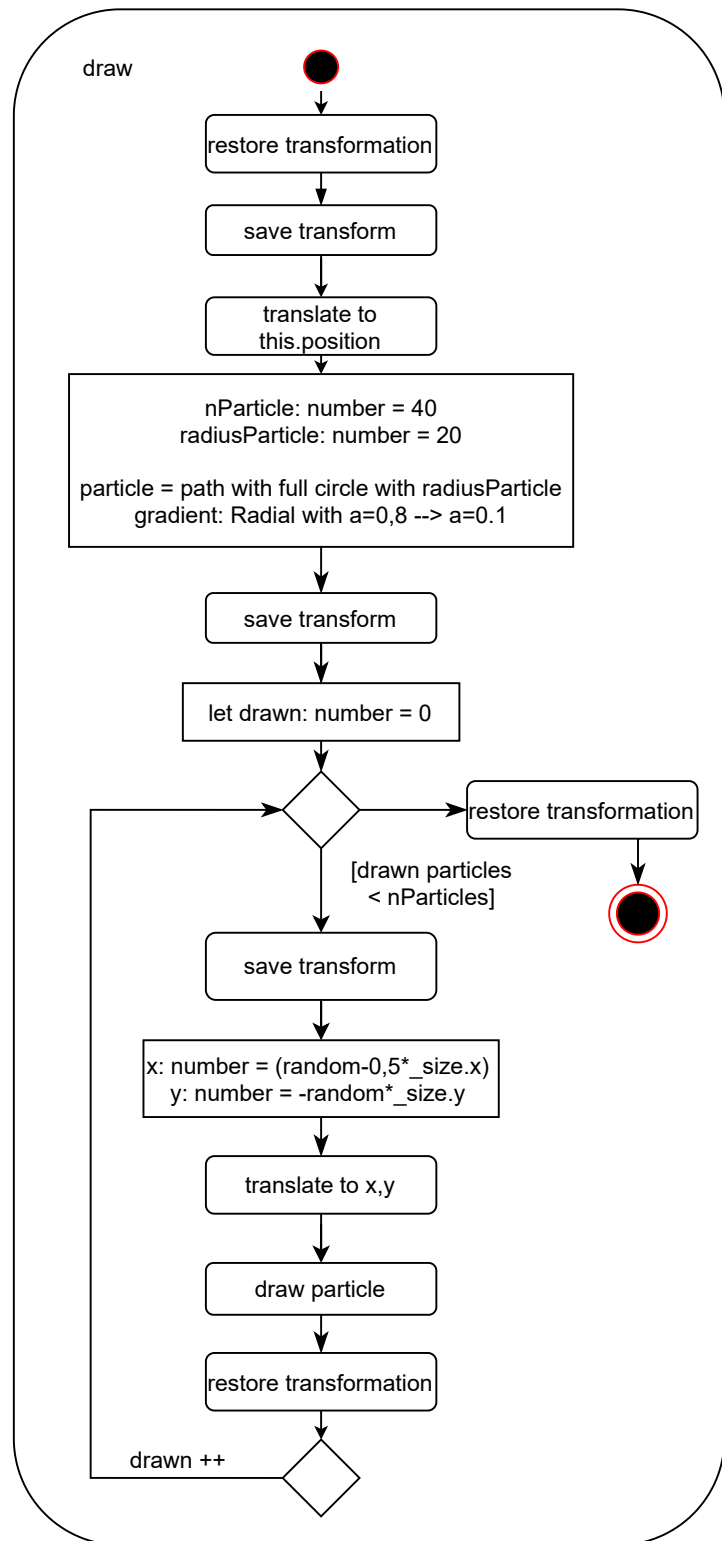 draw
restore transformation
save transform
translate to
this.position
nParticle: number = 40
radiusParticle: number = 20
particle = path with full circle with radiusParticle
gradient: Radial with a=0,8 --> a=0.1
save transform
let drawn: number = 0
restore transformation
[drawn particles
< nParticles]
save transform
x: number = (random-0,5*_size.x)
y: number = -random*_size.y
translate to x,y
draw particle
restore transformation
drawn ++